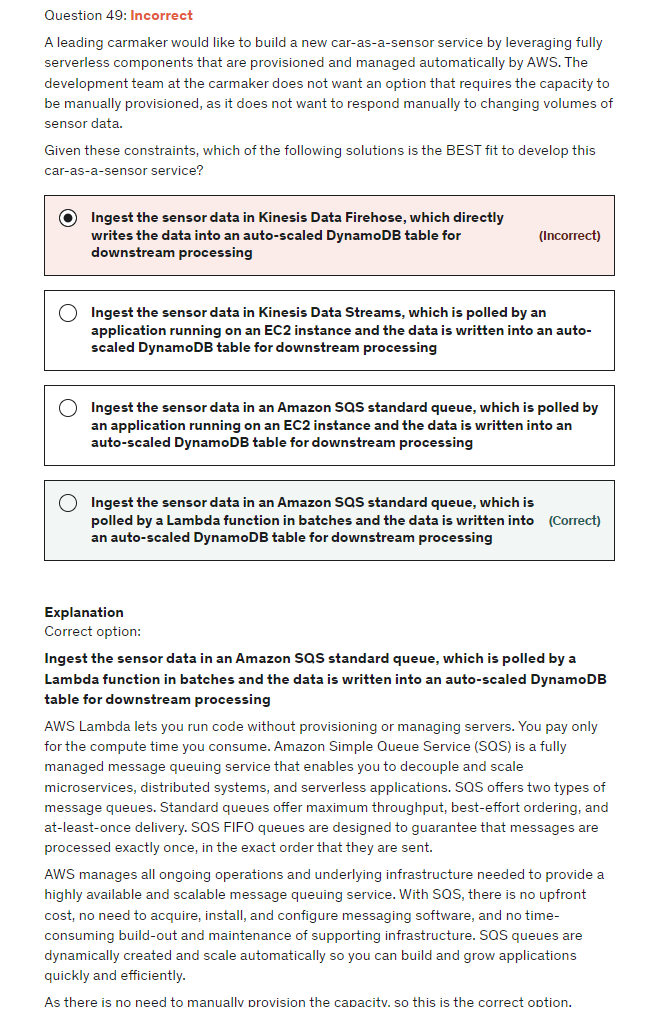 Question 49: Incorrect
A leading carmaker would like to build a new car-as-a-sensor service by leveraging fully
serverless components that are provisioned and managed automatically by AWS. The
development team at the carmaker does not want an option that requires the capacity to
be manually provisioned, as it does not want to respond manually to changing volumes of
sensor data.
Given these constraints, which of the following solutions is the BEST fit to develop this
car-as-a-sensor service?
Ingest the sensor data in Kinesis Data Firehose, which directly
writes the data into an auto-scaled DynamoDB table for
downstream processing
(Incorrect)
Ingest the sensor data in Kinesis Data Streams, which is polled by an
application running on an EC2 instance and the data is written into an auto-
scaled DynamoDB table for downstream processing
Ingest the sensor data in an Amazon SQS standard queue, which is polled by
an application running on an EC2 instance and the data is written into an
auto-scaled DynamoDB table for downstream processing
Ingest the sensor data in an Amazon SQS standard queue, which is
polled by a Lambda function in batches and the data is written into
an auto-scaled DynamoDB table for downstream processing
(Correct)
Explanation
Correct option:
Ingest the sensor data in an Amazon SQS standard queue, which is polled by a
Lambda function in batches and the data is written into an auto-scaled DynamoDB
table for downstream processing
AWS Lambda lets you run code without provisioning or managing servers. You pay only
for the compute time you consume. Amazon Simple Queue Service (SQS) is a fully
managed message queuing service that enables you to decouple and scale
microservices, distributed systems, and serverless applications. SQS offers two types of
message queues. Standard queues offer maximum throughput, best-effort ordering, and
at-least-once delivery. SQS FIFO queues are designed to guarantee that messages are
processed exactly once, in the exact order that they are sent.
AWS manages all ongoing operations and underlying infrastructure needed to provide a
highly available and scalable message queuing service. With SQS, there is no upfront
cost, no need to acquire, install, and configure messaging software, and no time-
consuming build-out and maintenance of supporting infrastructure. SQS queues are
dynamically created and scale automatically so you can build and grow applications
quickly and efficiently.
As there is no need to manually provision the capacity, so this is the correct option.